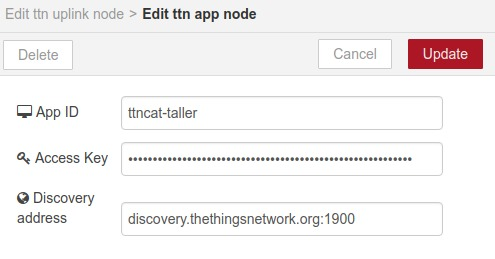 Edit ttn uplink node > Edit ttn app node
Delete Cancel Update
App ID ttncat-taller
Access Key ••••••••••••••••••••••••••••••••••••••••••••••••••••••••••
Discovery address discovery.thethingsnetwork.org:1900